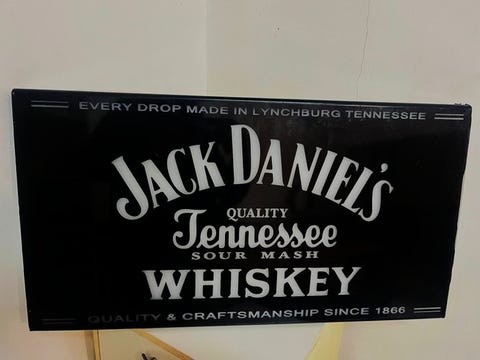 EVERY DROP MADE IN LYNCHBURG TENNESSEE
JACK DANIEL'S
QUALITY
Tennessee
SOUR MASH
WHISKEY
QUALITY & CRAFTSMANSHIP SINCE 1866